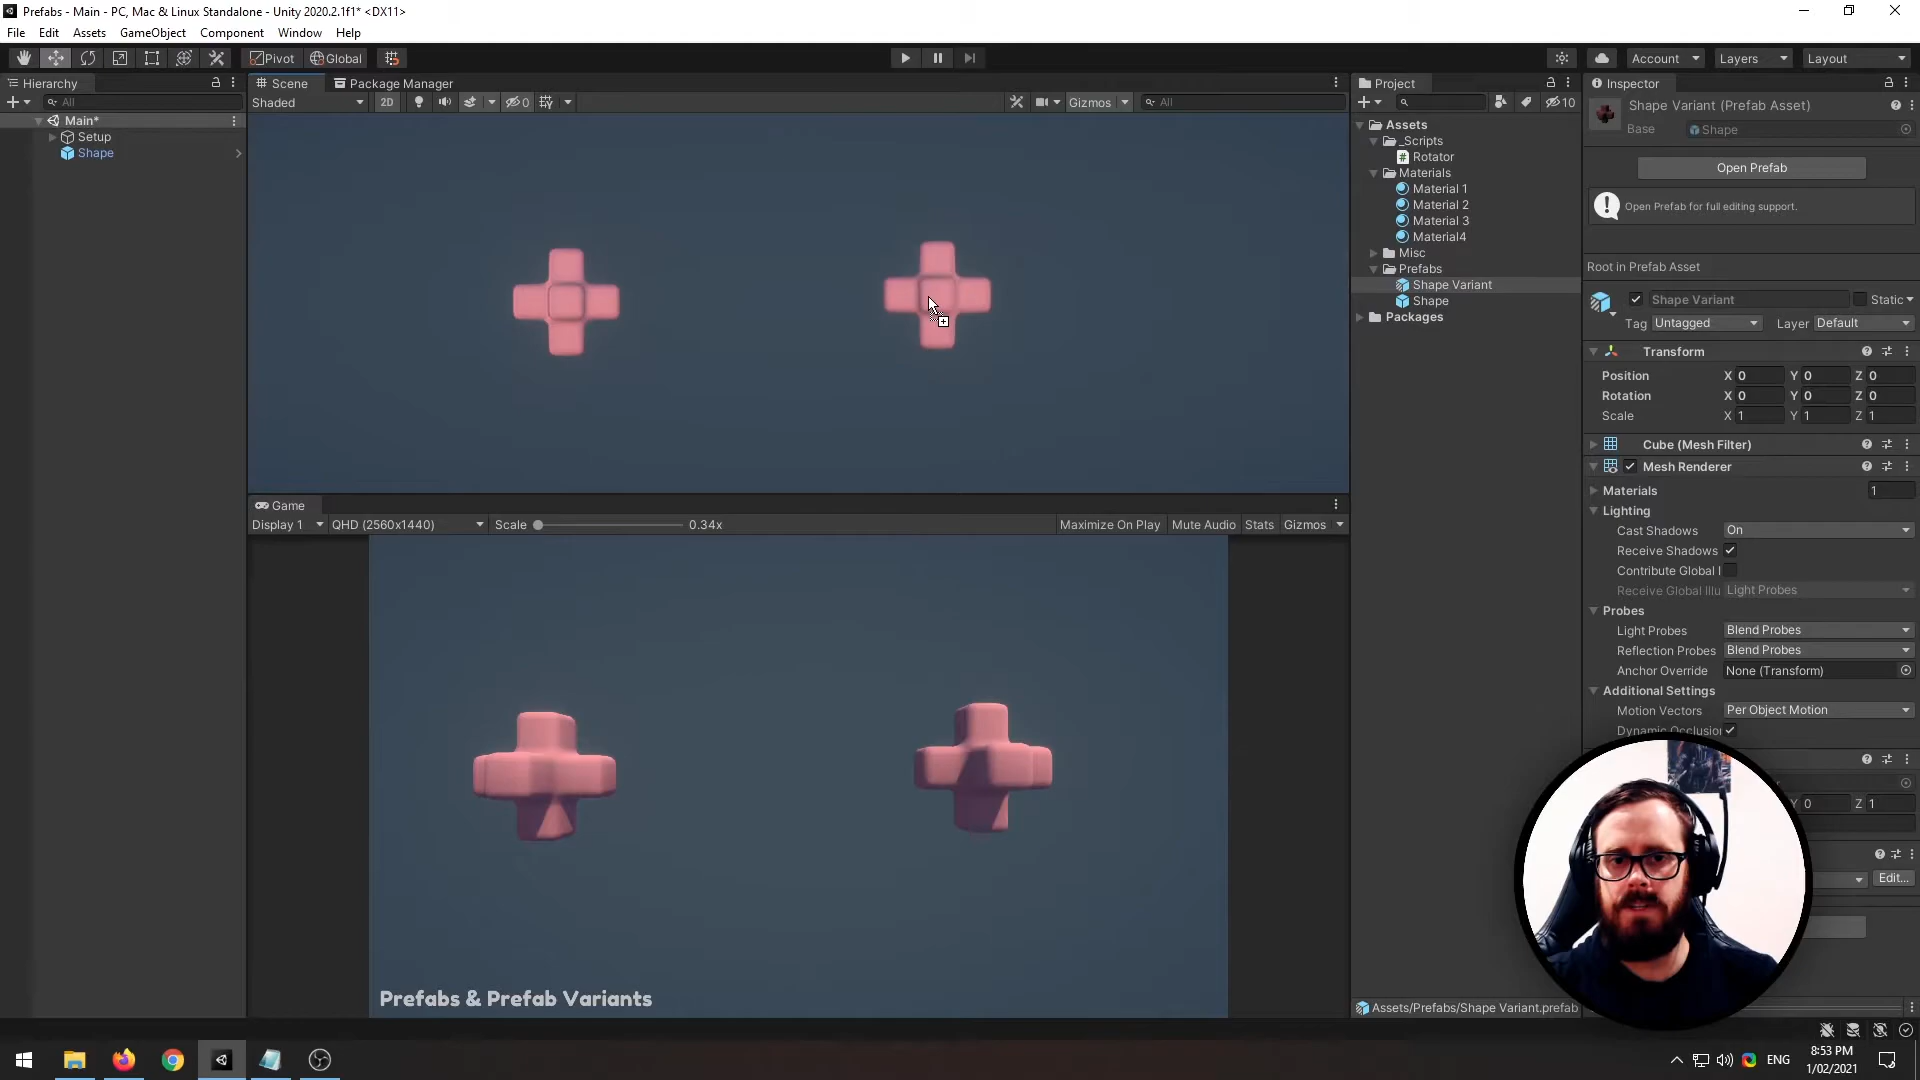 Prefabs - Main - PC, Mac & Linux Standalone - Unity 2020.2.1f1* <DX11>
File Edit Assets GameObject Component Window Help
Pivot Global
Account Layers Layout
Hierarchy
All
Main*
Setup
Shape
Scene Package Manager
Shaded 2D 0 Gizmos All
Game
Display 1 QHD (2560x1440) Scale 0.34x Maximize On Play Mute Audio Stats Gizmos
Prefabs & Prefab Variants
Project
10
Assets
_Scripts
Rotator
Materials
Material 1
Material 2
Material 3
Material4
Misc
Prefabs
Shape Variant
Shape
Packages
Assets/Prefabs/Shape Variant.prefab
Inspector
Shape Variant (Prefab Asset)
Base Shape
Open Prefab
Open Prefab for full editing support.
Root in Prefab Asset
Shape Variant Static
Tag Untagged Layer Default
Transform
Position X 0 Y 0 Z 0
Rotation X 0 Y 0 Z 0
Scale X 1 Y 1 Z 1
Cube (Mesh Filter)
Mesh Renderer
Materials 1
Lighting
Cast Shadows On
Receive Shadows
Contribute Global I
Receive Global Illu Light Probes
Probes
Light Probes Blend Probes
Reflection Probes Blend Probes
Anchor Override None (Transform)
Additional Settings
Motion Vectors Per Object Motion
Dynamic Occlusion
Y 0 Z 1
Edit...
ENG
8:53 PM
1/02/2021